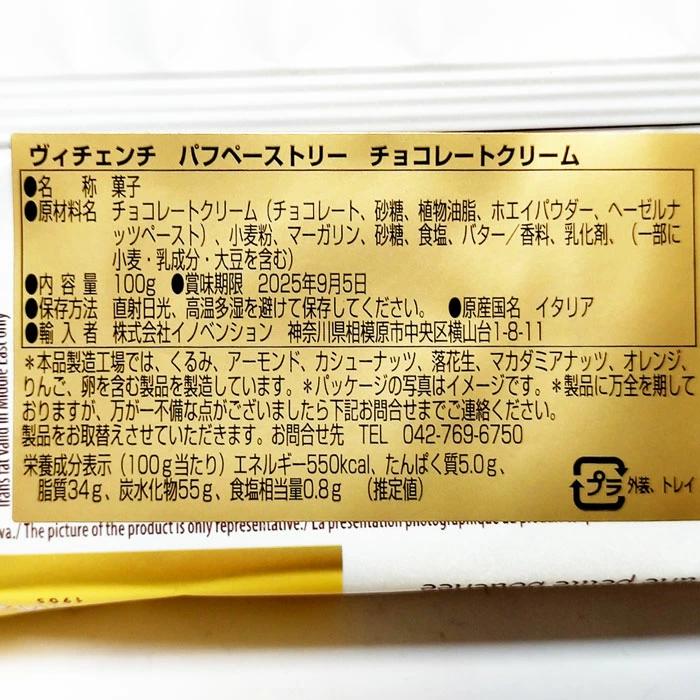 ヴィチェンチ パフペーストリー チョコレートクリーム
●名 称 菓子
●原材料名 チョコレートクリーム（チョコレート、砂糖、植物油脂、ホエイパウダー、ヘーゼルナ
ッツペースト）、小麦粉、マーガリン、砂糖、食塩、バター／香料、乳化剤、（一部に
小麦・乳成分・大豆を含む）
●内容量 100g ●賞味期限 2025年9月5日
●保存方法 直射日光、高温多湿を避けて保存してください。 ●原産国名 イタリア
●輸入者 株式会社イノベンション 神奈川県相模原市中央区横山台1-8-11
＊本品製造工場では、くるみ、アーモンド、カシューナッツ、落花生、マカダミアナッツ、オレンジ、
りんご、卵を含む製品を製造しています。＊パッケージの写真はイメージです。＊製品に万全を期して
おりますが、万が一不備な点がございましたら下記お問合せまでご連絡ください。
製品をお取替えさせていただきます。お問合せ先 TEL 042-769-6750
栄養成分表示（100g当たり）エネルギー550kcal、たんぱく質5.0g、
脂質34g、炭水化物55g、食塩相当量0.8g （推定値）
プラ 外装、トレイ
Trans fat valid in Middle East only
va./ The picture of the product is only representative./ La présentation photographique
une petite